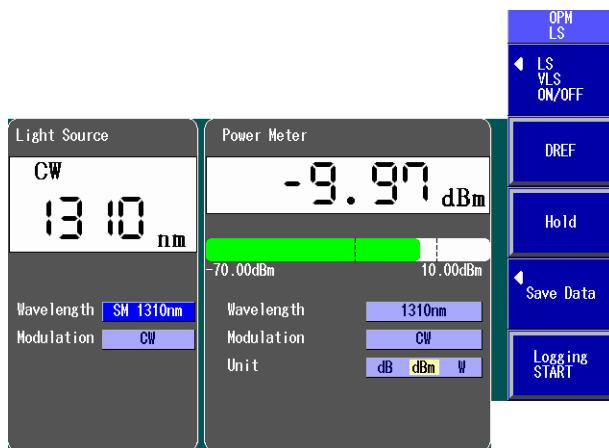 OPM
LS
LS
VLS
ON/OFF
DREF
Hold
Save Data
Logging
START
Light Source
CW
1310 nm
Wavelength SM 1310nm
Modulation CW
Power Meter
-9.97 dBm
-70.00dBm 10.00dBm
Wavelength 1310nm
Modulation CW
Unit dB dBm W